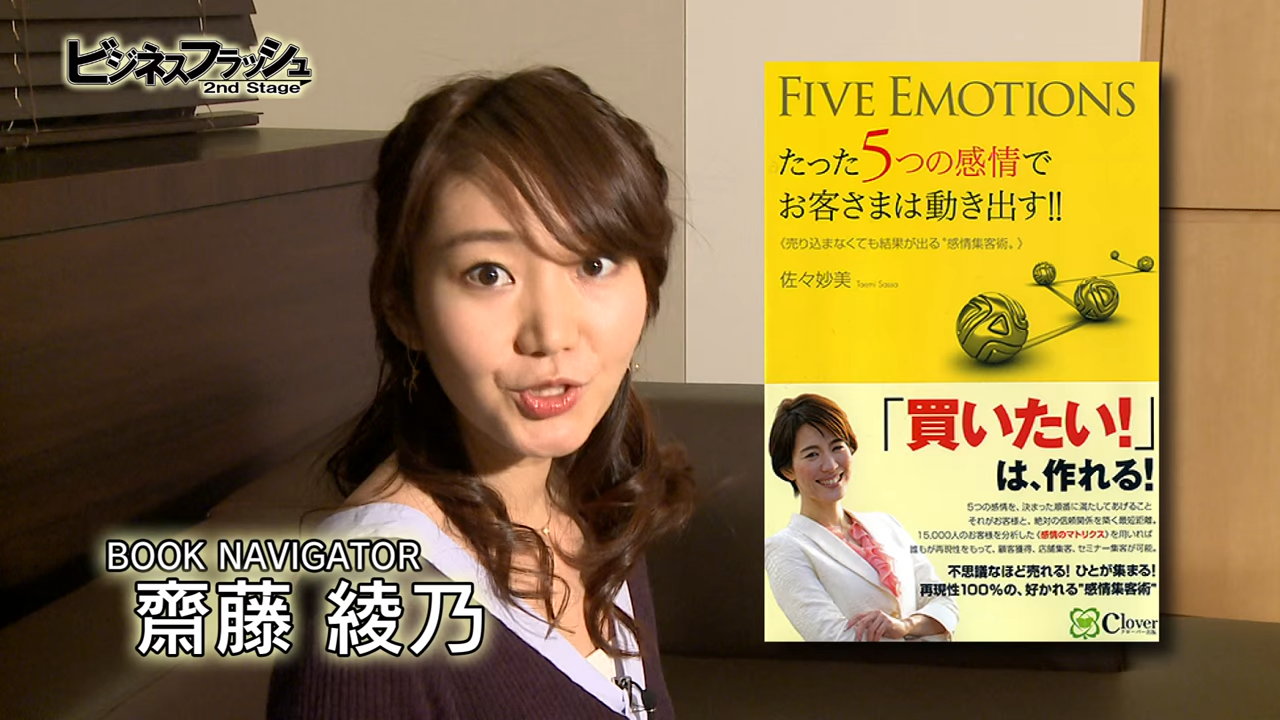 ビジネスフラッシュ
2nd Stage
FIVE EMOTIONS
たった5つの感情で
お客さまは動き出す!!
《売り込まなくても結果が出る"感情集客術。》
佐々妙美 Taemi Sassa
「買いたい!」
は、作れる!
5つの感情を、決まった順番に満たしてあげること
それがお客様と、絶対の信頼関係を築く最短距離。
15,000人のお客様を分析した《感情のマトリクス》を用いれば
誰もが再現性をもって、顧客獲得、店舗集客、セミナー集客が可能。
不思議なほど売れる! ひとが集まる!
再現性100%の、好かれる"感情集客術"
Clover
クローバー出版
BOOK NAVIGATOR
齋藤 綾乃